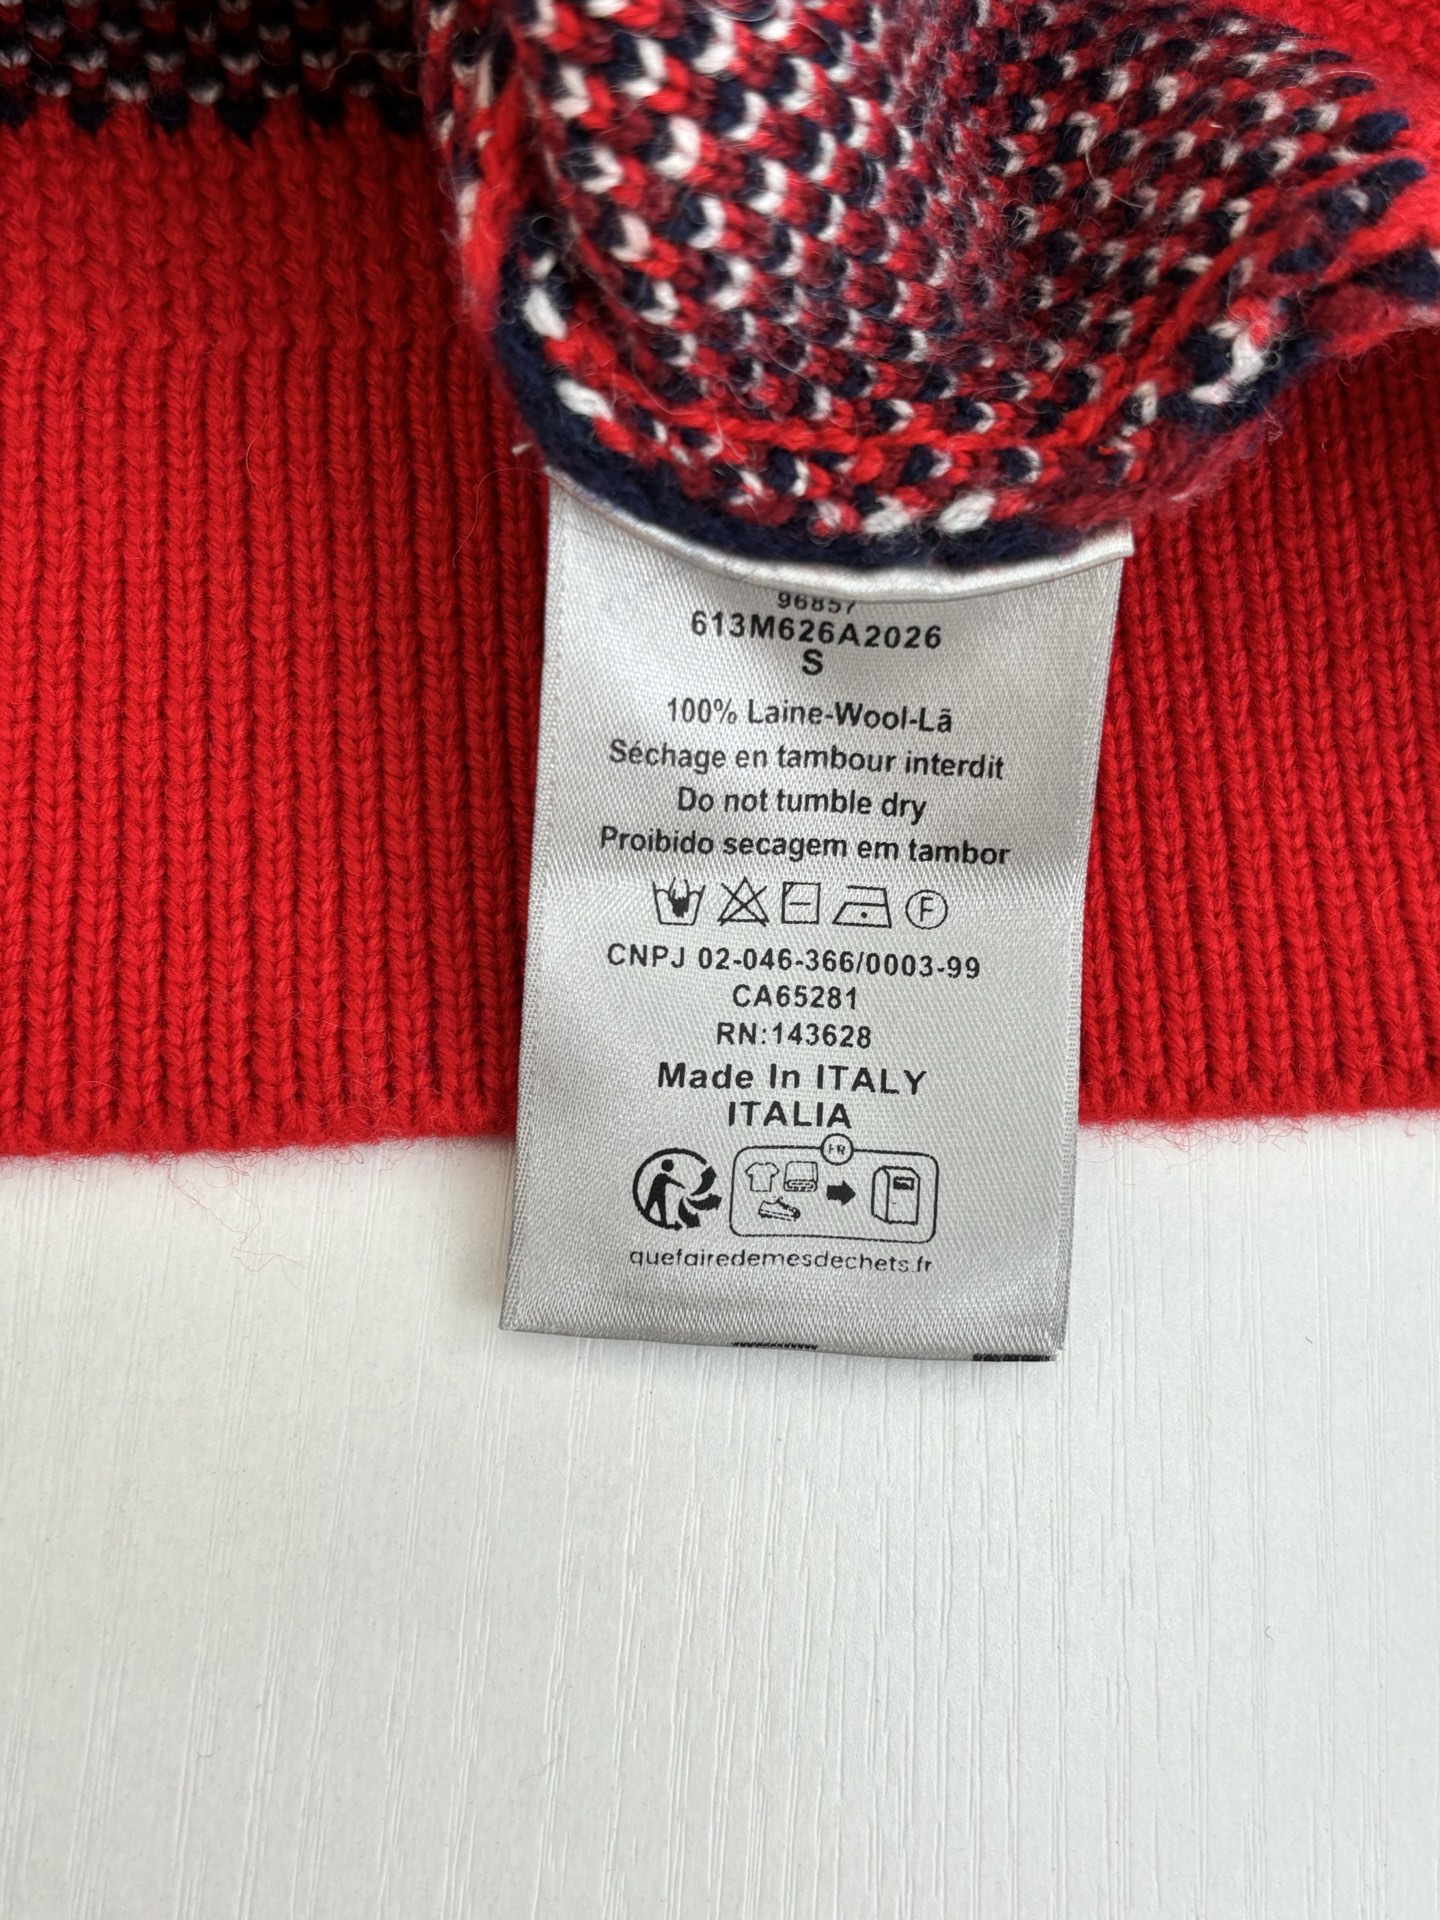 96857
613M626A2026
S
100% Laine-Wool-Lã
Séchage en tambour interdit
Do not tumble dry
Proibido secagem em tambor
F
CNPJ 02-046-366/0003-99
CA65281
RN:143628
Made In ITALY
ITALIA
FR
quefairedemesdechets.fr